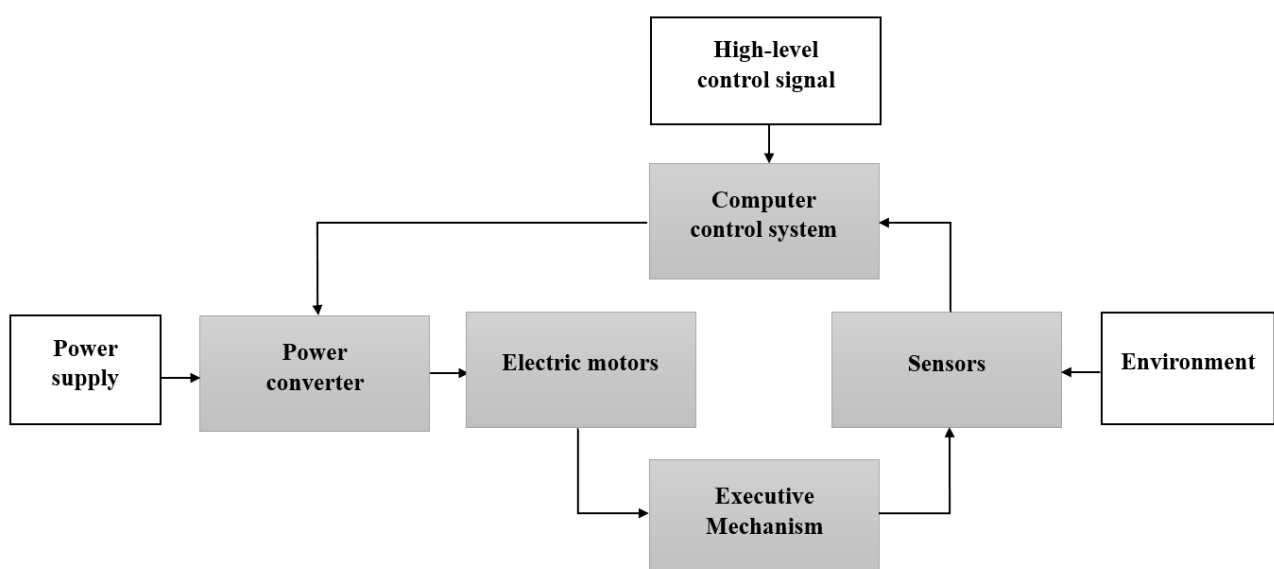 High-level
control signal
Computer
control system
Power
supply
Power
converter
Electric motors
Sensors
Environment
Executive
Mechanism